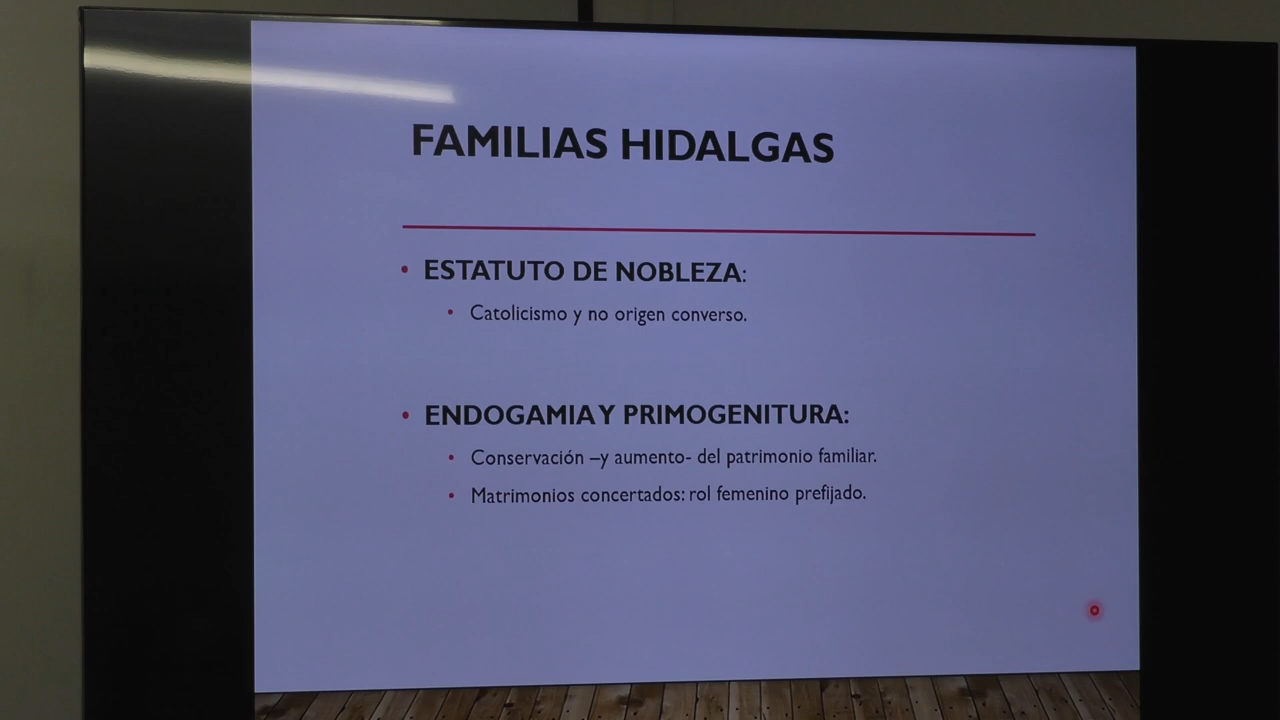 FAMILIAS HIDALGAS
• ESTATUTO DE NOBLEZA:
• Catolicismo y no origen converso.
• ENDOGAMIA Y PRIMOGENITURA:
• Conservación –y aumento- del patrimonio familiar.
• Matrimonios concertados: rol femenino prefijado.